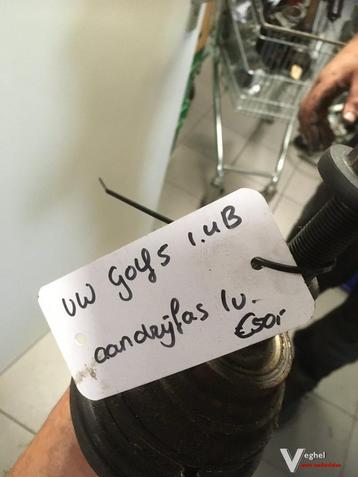 VW Golf 5 1.4B
aandrijfas lv.
€50,-
Veghel